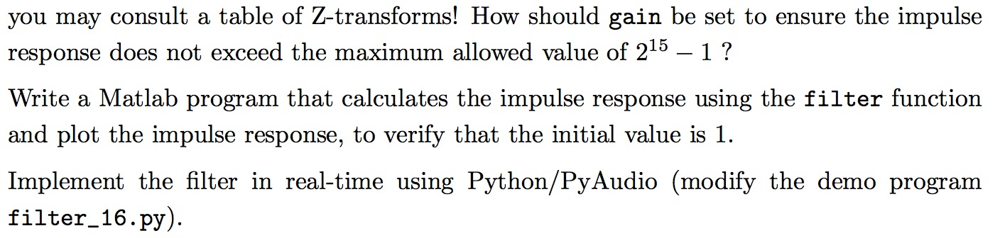 you may consult a table of Z-transforms! How should gain be set to ensure the impulse
response does not exceed the maximum allowed value of 2¹⁵ − 1 ?
Write a Matlab program that calculates the impulse response using the filter function
and plot the impulse response, to verify that the initial value is 1.
Implement the filter in real-time using Python/PyAudio (modify the demo program
filter_16.py).